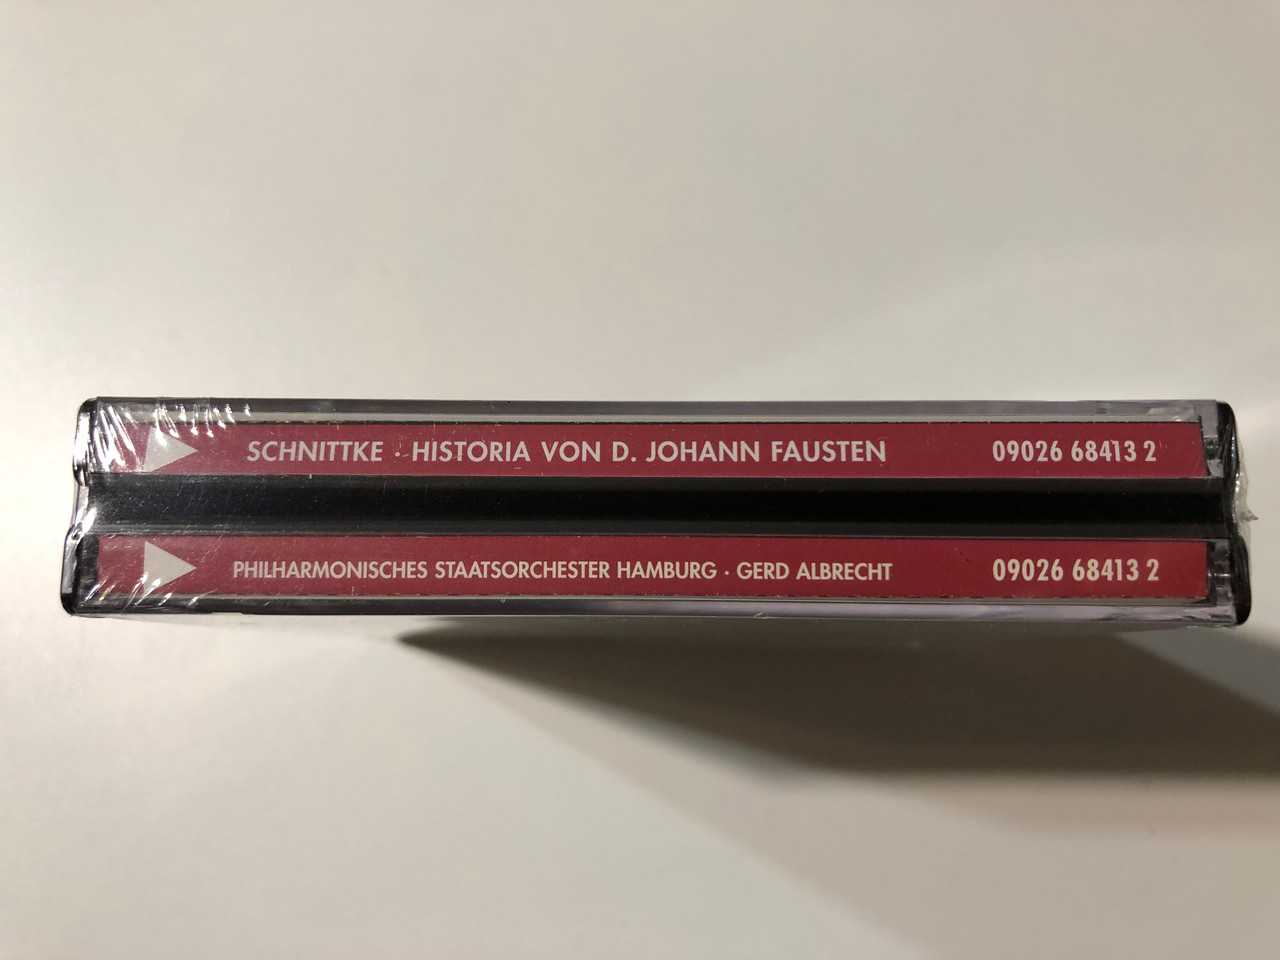 SCHNITTKE · HISTORIA VON D. JOHANN FAUSTEN 09026 68413 2
PHILHARMONISCHES STAATSORCHESTER HAMBURG · GERD ALBRECHT 09026 68413 2